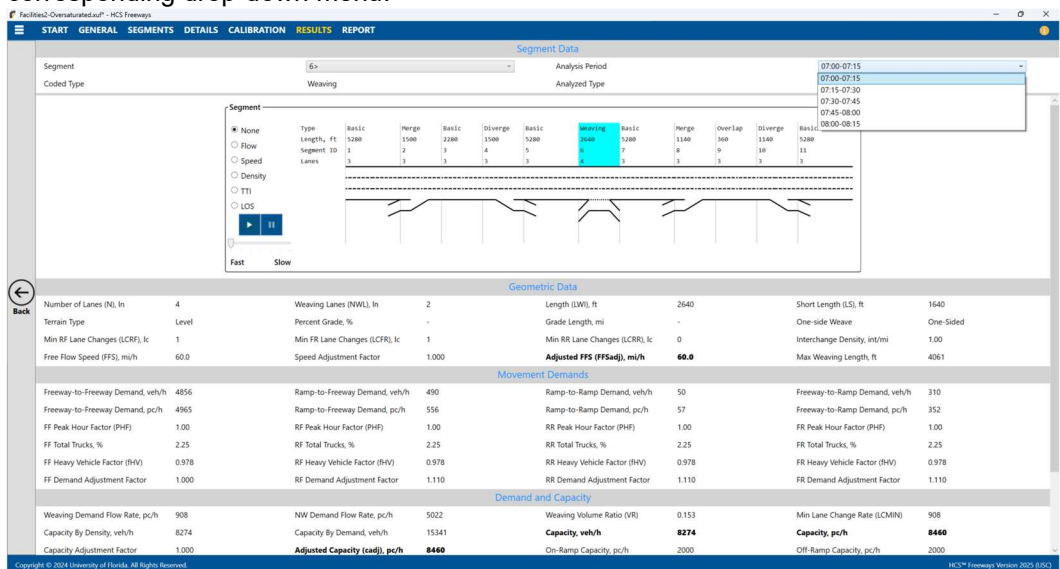 corresponding drop-down menu.
Facilities2-Oversaturated.xuf* - HCS Freeways
START GENERAL SEGMENTS DETAILS CALIBRATION RESULTS REPORT
Segment Data
Segment 6> Analysis Period 07:00-07:15
Coded Type Weaving Analyzed Type
07:00-07:15
07:15-07:30
07:30-07:45
07:45-08:00
08:00-08:15
Segment
None
Flow
Speed
Density
TTI
LOS
Fast Slow
Type Basic Merge Basic Diverge Basic Weaving Basic Merge Overlap Diverge Basic
Length, ft 5280 1500 2280 1500 5280 2640 5280 1140 360 1140 5280
Segment ID 1 2 3 4 5 6 7 8 9 10 11
Lanes 3 3 3 3 3 4 3 3 3 3 3
Back
Geometric Data
Number of Lanes (N), ln 4 Weaving Lanes (NWL), ln 2 Length (LWI), ft 2640 Short Length (LS), ft 1640
Terrain Type Level Percent Grade, % - Grade Length, mi - One-side Weave One-Sided
Min RF Lane Changes (LCRF), lc 1 Min FR Lane Changes (LCFR), lc 1 Min RR Lane Changes (LCRR), lc 0 Interchange Density, int/mi 1.00
Free Flow Speed (FFS), mi/h 60.0 Speed Adjustment Factor 1.000 Adjusted FFS (FFSadj), mi/h 60.0 Max Weaving Length, ft 4061
Movement Demands
Freeway-to-Freeway Demand, veh/h 4856 Ramp-to-Freeway Demand, veh/h 490 Ramp-to-Ramp Demand, veh/h 50 Freeway-to-Ramp Demand, veh/h 310
Freeway-to-Freeway Demand, pc/h 4965 Ramp-to-Freeway Demand, pc/h 556 Ramp-to-Ramp Demand, pc/h 57 Freeway-to-Ramp Demand, pc/h 352
FF Peak Hour Factor (PHF) 1.00 RF Peak Hour Factor (PHF) 1.00 RR Peak Hour Factor (PHF) 1.00 FR Peak Hour Factor (PHF) 1.00
FF Total Trucks, % 2.25 RF Total Trucks, % 2.25 RR Total Trucks, % 2.25 FR Total Trucks, % 2.25
FF Heavy Vehicle Factor (fHV) 0.978 RF Heavy Vehicle Factor (fHV) 0.978 RR Heavy Vehicle Factor (fHV) 0.978 FR Heavy Vehicle Factor (fHV) 0.978
FF Demand Adjustment Factor 1.000 RF Demand Adjustment Factor 1.110 RR Demand Adjustment Factor 1.110 FR Demand Adjustment Factor 1.110
Demand and Capacity
Weaving Demand Flow Rate, pc/h 908 NW Demand Flow Rate, pc/h 5022 Weaving Volume Ratio (VR) 0.153 Min Lane Change Rate (LCMIN) 908
Capacity By Density, veh/h 8274 Capacity By Demand, veh/h 15341 Capacity, veh/h 8274 Capacity, pc/h 8460
Capacity Adjustment Factor 1.000 Adjusted Capacity (cadj), pc/h 8460 On-Ramp Capacity, pc/h 2000 Off-Ramp Capacity, pc/h 2000
Copyright © 2024 University of Florida. All Rights Reserved. HCS™ Freeways Version 2025 (USC)